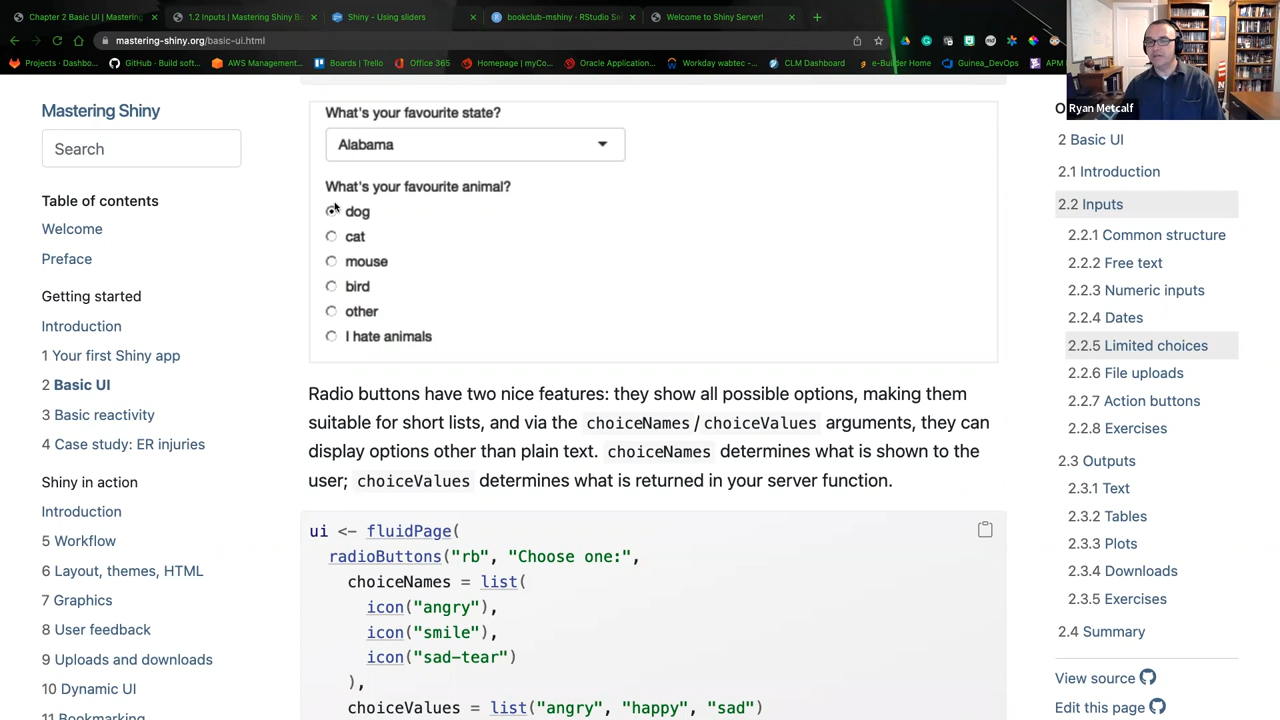 Chapter 2 Basic UI | Mastering
1.2 Inputs | Mastering Shiny B
Shiny - Using sliders
bookclub-mshiny - RStudio Se
Welcome to Shiny Server!
mastering-shiny.org/basic-ui.html
Projects · Dashbo...
GitHub · Build soft...
AWS Management...
Boards | Trello
Office 365
Homepage | myCo...
Oracle Application...
Workday wabtec -...
CLM Dashboard
e-Builder Home
Guinea_DevOps
APM
Ryan Metcalf
Mastering Shiny
Search
Table of contents
Welcome
Preface
Getting started
Introduction
1 Your first Shiny app
2 Basic UI
3 Basic reactivity
4 Case study: ER injuries
Shiny in action
Introduction
5 Workflow
6 Layout, themes, HTML
7 Graphics
8 User feedback
9 Uploads and downloads
10 Dynamic UI
11 Bookmarking
What's your favourite state?
Alabama
What's your favourite animal?
dog
cat
mouse
bird
other
I hate animals
Radio buttons have two nice features: they show all possible options, making them
suitable for short lists, and via the choiceNames/choiceValues arguments, they can
display options other than plain text. choiceNames determines what is shown to the
user; choiceValues determines what is returned in your server function.
ui <- fluidPage(
radioButtons("rb", "Choose one:",
choiceNames = list(
icon("angry"),
icon("smile"),
icon("sad-tear")
),
choiceValues = list("angry", "happy", "sad")
2 Basic UI
2.1 Introduction
2.2 Inputs
2.2.1 Common structure
2.2.2 Free text
2.2.3 Numeric inputs
2.2.4 Dates
2.2.5 Limited choices
2.2.6 File uploads
2.2.7 Action buttons
2.2.8 Exercises
2.3 Outputs
2.3.1 Text
2.3.2 Tables
2.3.3 Plots
2.3.4 Downloads
2.3.5 Exercises
2.4 Summary
View source
Edit this page